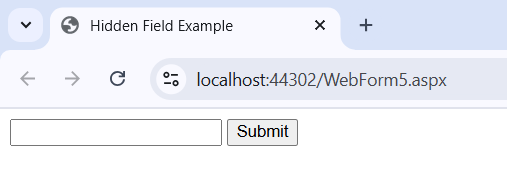 Hidden Field Example
localhost:44302/WebForm5.aspx
Submit